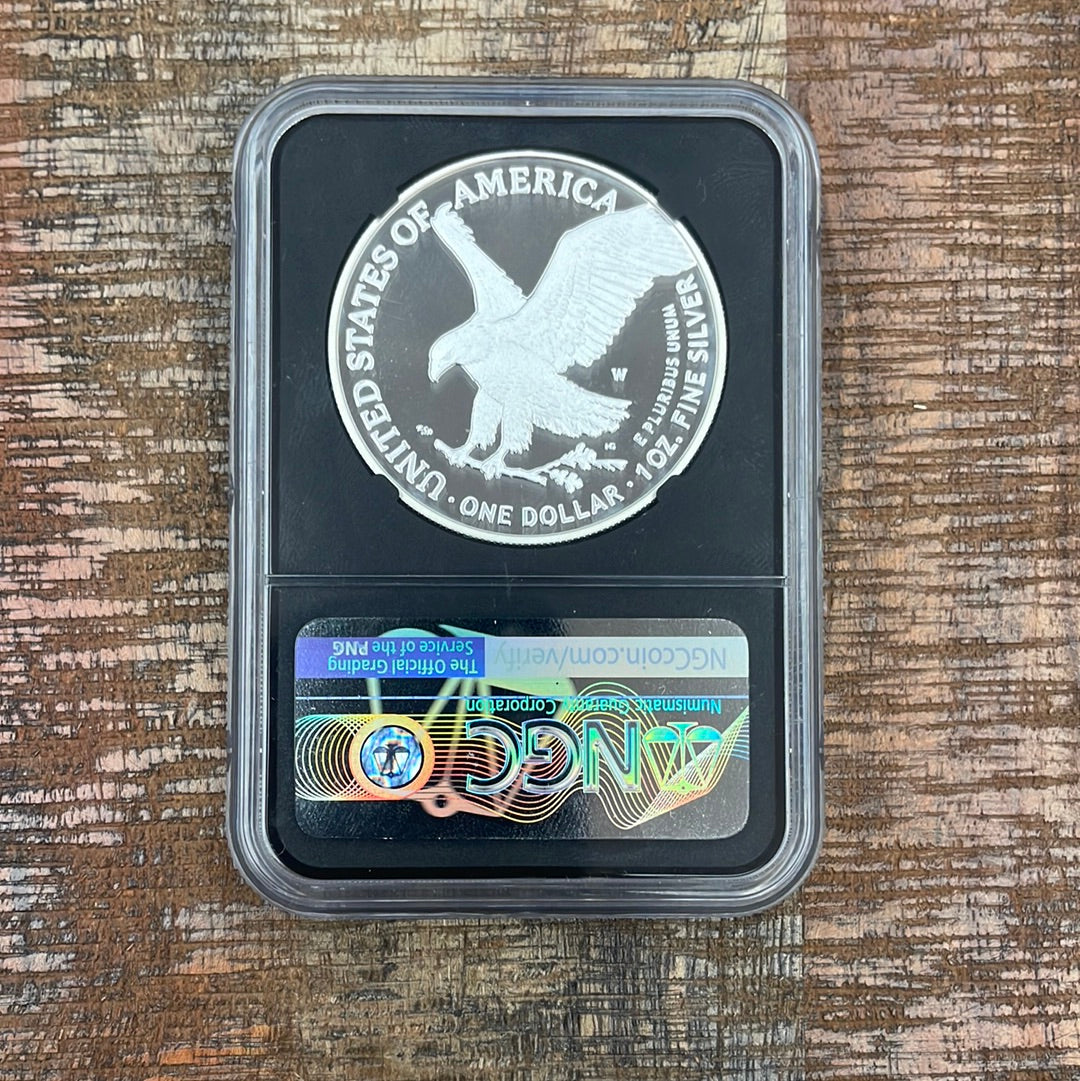 UNITED STATES OF AMERICA
W
E PLURIBUS UNUM
· ONE DOLLAR · 1 OZ. FINE SILVER
NGCcoin.com/verify
The Official Grading
Service of the PNG
Numismatic Guaranty Corporation
NGC